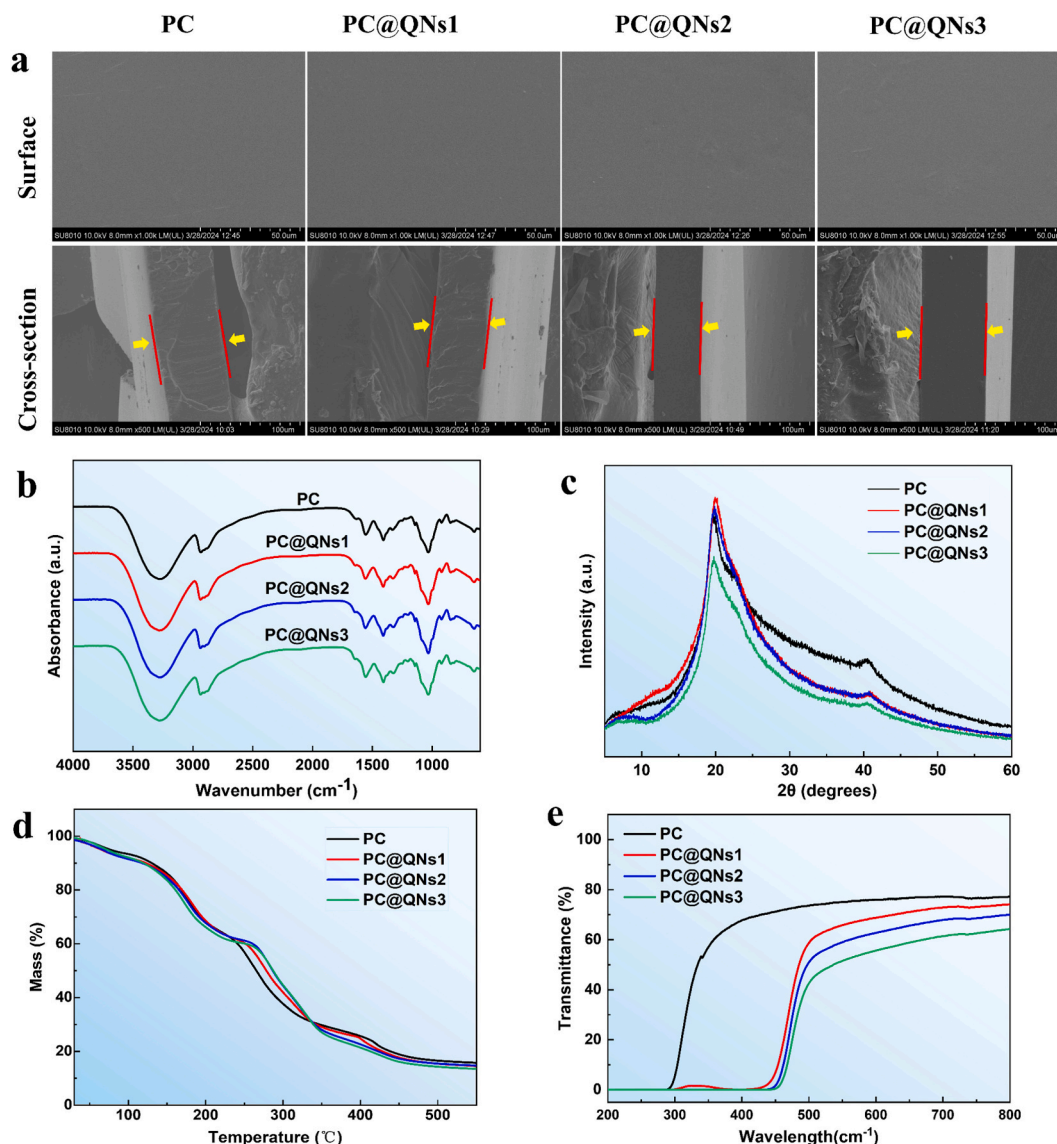 PC PC@QNs1 PC@QNs2 PC@QNs3
a
Surface
SU8010 10.0kV 8.0mm x1.00k LM(UL) 3/28/2024 12:45 50.0um
SU8010 10.0kV 8.0mm x1.00k LM(UL) 3/28/2024 12:47 50.0um
SU8010 10.0kV 8.0mm x1.00k LM(UL) 3/28/2024 12:26 50.0um
SU8010 10.0kV 8.0mm x1.00k LM(UL) 3/28/2024 12:55 50.0um
Cross-section
SU8010 10.0kV 8.0mm x500 LM(UL) 3/28/2024 10:03 100um
SU8010 10.0kV 8.0mm x500 LM(UL) 3/28/2024 10:29 100um
SU8010 10.0kV 8.0mm x500 LM(UL) 3/28/2024 10:49 100um
SU8010 10.0kV 8.0mm x500 LM(UL) 3/28/2024 11:20 100um
b
Absorbance (a.u.)
PC
PC@QNs1
PC@QNs2
PC@QNs3
4000 3500 3000 2500 2000 1500 1000
Wavenumber (cm-1)
c
Intensity (a.u.)
PC
PC@QNs1
PC@QNs2
PC@QNs3
10 20 30 40 50 60
2θ (degrees)
d
Mass (%)
100
80
60
40
20
0
PC
PC@QNs1
PC@QNs2
PC@QNs3
100 200 300 400 500
Temperature (℃)
e
Transmittance (%)
100
80
60
40
20
0
PC
PC@QNs1
PC@QNs2
PC@QNs3
200 300 400 500 600 700 800
Wavelength(cm-1)